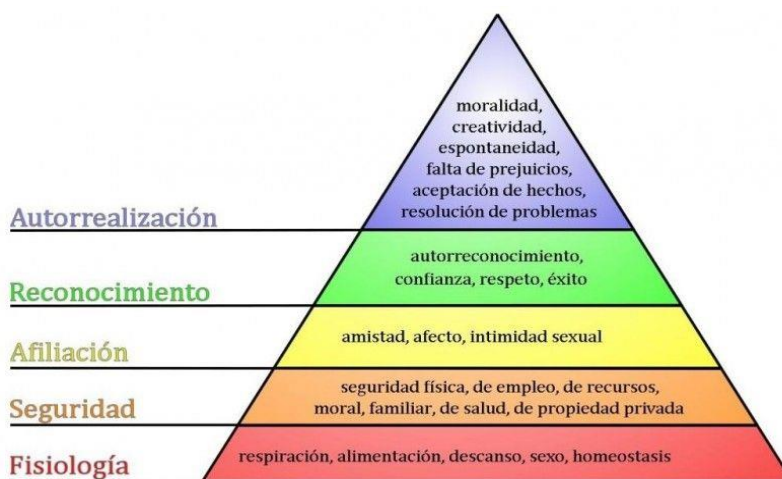 moralidad,
creatividad,
espontaneidad,
falta de prejuicios,
aceptación de hechos,
resolución de problemas
Autorrealización
autorreconocimiento,
confianza, respeto, éxito
Reconocimiento
amistad, afecto, intimidad sexual
Afiliación
seguridad física, de empleo, de recursos,
moral, familiar, de salud, de propiedad privada
Seguridad
respiración, alimentación, descanso, sexo, homeostasis
Fisiología